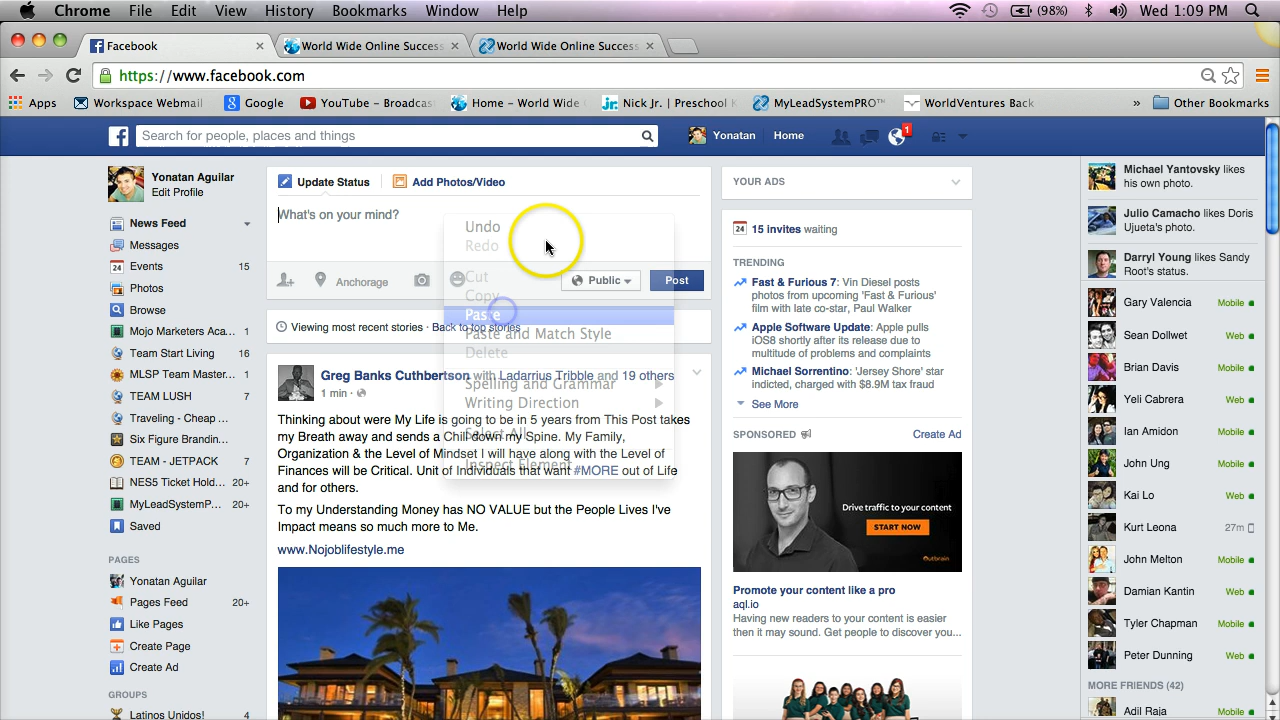 Chrome File Edit View History Bookmarks Window Help (98%) Wed 1:09 PM
Facebook World Wide Online Success World Wide Online Success
https://www.facebook.com
Apps Workspace Webmail Google YouTube - Broadcas Home – World Wide Nick Jr. | Preschool K MyLeadSystemPRO™ WorldVentures Back » Other Bookmarks
Search for people, places and things Yonatan Home 1
Yonatan Aguilar
Edit Profile
News Feed
Messages
Events 15
Photos
Browse
Mojo Marketers Aca...
Team Start Living 16
MLSP Team Master... 1
TEAM LUSH 7
Traveling - Cheap ...
Six Figure Brandin...
TEAM - JETPACK 7
NES5 Ticket Hold... 20+
MyLeadSystemP... 20+
Saved
PAGES
Yonatan Aguilar
Pages Feed 20+
Like Pages
Create Page
Create Ad
GROUPS
Latinos Unidos! 4
Update Status Add Photos/Video
What's on your mind?
Anchorage Public Post
Undo
Redo
Cut
Copy
Paste
Paste and Match Style
Delete
Spelling and Grammar
Writing Direction
Select All
Inspect Element
Viewing most recent stories · Back to top stories
Greg Banks Cuthbertson with Ladarrius Tribble and 19 others
1 min ·
Thinking about were My Life is going to be in 5 years from This Post takes
my Breath away and sends a Chill down my Spine. My Family,
Organization & the Level of Mindset I will have along with the Level of
Finances will be Critical. Unit of Individuals that want #MORE out of Life
and for others.
To my Understanding Money has NO VALUE but the People Lives I've
Impact means so much more to Me.
www.Nojoblifestyle.me
YOUR ADS
24 15 invites waiting
TRENDING
Fast & Furious 7: Vin Diesel posts
photos from upcoming 'Fast & Furious'
film with late co-star, Paul Walker
Apple Software Update: Apple pulls
iOS8 shortly after its release due to
multitude of problems and complaints
Michael Sorrentino: 'Jersey Shore' star
indicted, charged with $8.9M tax fraud
See More
SPONSORED Create Ad
Drive traffic to your content
START NOW
Outbrain
Promote your content like a pro
aql.io
Having new readers to your content is easier
then it may sound. Get people to discover you...
Michael Yantovsky likes
his own photo.
Julio Camacho likes Doris
Ujueta's photo.
Darryl Young likes Sandy
Root's status.
Gary Valencia Mobile
Sean Domvet Web
Brian Davis Mobile
Yeli Cabrera Web
Ian Amidon Mobile
John Ung Mobile
Kai Lo Web
Kurt Leona 27m
John Melton Mobile
Damian Kantin Web
Tyler Chapman Mobile
Peter Dunning Web
MORE FRIENDS (42)
Adil Raja Mobile